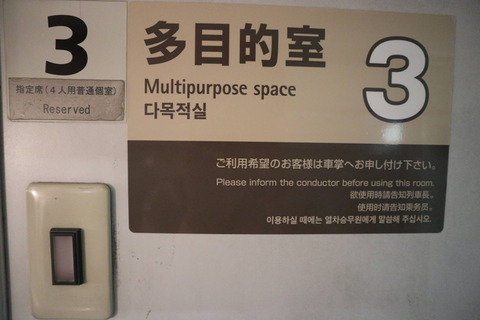 3
指定席(4人用普通個室)
Reserved
多目的室
Multipurpose space
다목적실
3
ご利用希望のお客様は車掌へお申し付け下さい。
Please inform the conductor before using this room.
欲使用時請告知列車長。
使用时请告知乘务员。
이용하실 때에는 열차승무원에게 말씀해 주십시오.